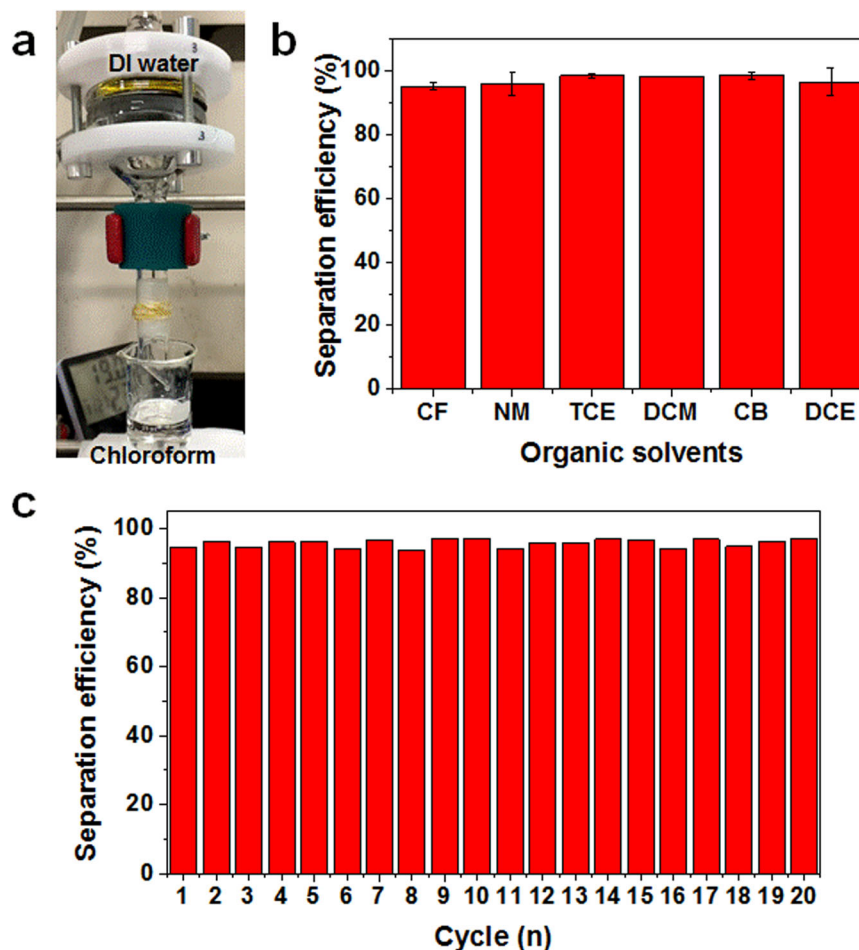 a
DI water
3
3
Chloroform
b
Separation efficiency (%)
100
80
60
40
20
0
CF NM TCE DCM CB DCE
Organic solvents
c
Separation efficiency (%)
100
80
60
40
20
0
1 2 3 4 5 6 7 8 9 10 11 12 13 14 15 16 17 18 19 20
Cycle (n)